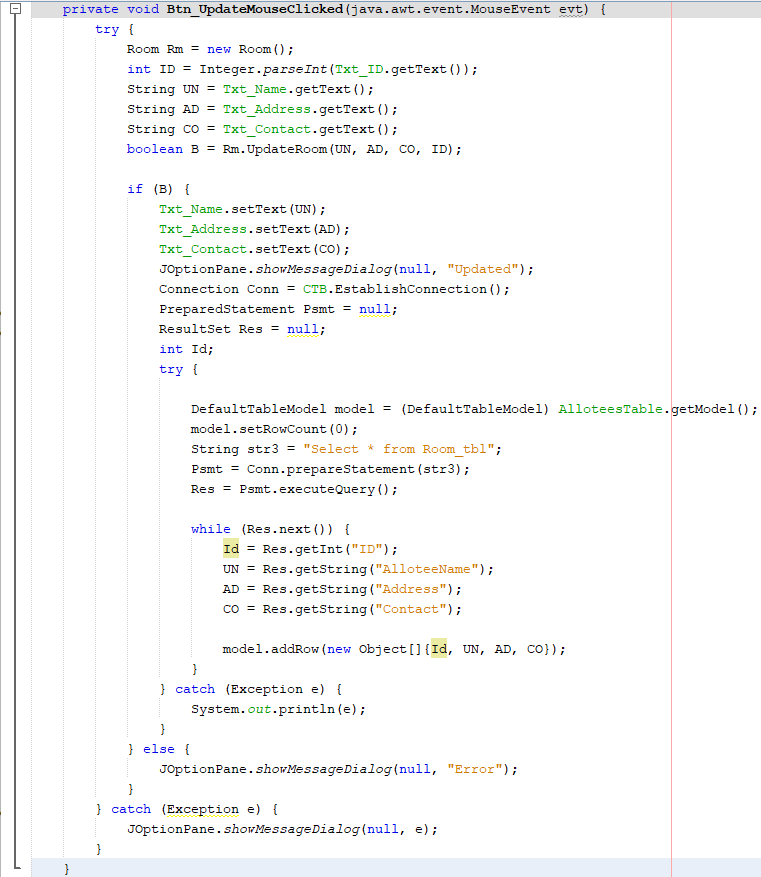 private void Btn_UpdateMouseClicked(java.awt.event.MouseEvent evt) {
try {
Room Rm = new Room();
int ID = Integer.parseInt(Txt_ID.getText());
String UN = Txt_Name.getText();
String AD = Txt_Address.getText();
String CO = Txt_Contact.getText();
boolean B = Rm.UpdateRoom(UN, AD, CO, ID);
if (B) {
Txt_Name.setText(UN);
Txt_Address.setText(AD);
Txt_Contact.setText(CO);
JOptionPane.showMessageDialog(null, "Updated");
Connection Conn = CTB.EstablishConnection();
PreparedStatement Psmt = null;
ResultSet Res = null;
int Id;
try {
DefaultTableModel model = (DefaultTableModel) AlloteesTable.getModel();
model.setRowCount(0);
String str3 = "Select * from Room_tbl";
Psmt = Conn.prepareStatement(str3);
Res = Psmt.executeQuery();
while (Res.next()) {
Id = Res.getInt("ID");
UN = Res.getString("AlloteeName");
AD = Res.getString("Address");
CO = Res.getString("Contact");
model.addRow(new Object[]{Id, UN, AD, CO});
}
} catch (Exception e) {
System.out.println(e);
}
} else {
JOptionPane.showMessageDialog(null, "Error");
}
} catch (Exception e) {
JOptionPane.showMessageDialog(null, e);
}
}